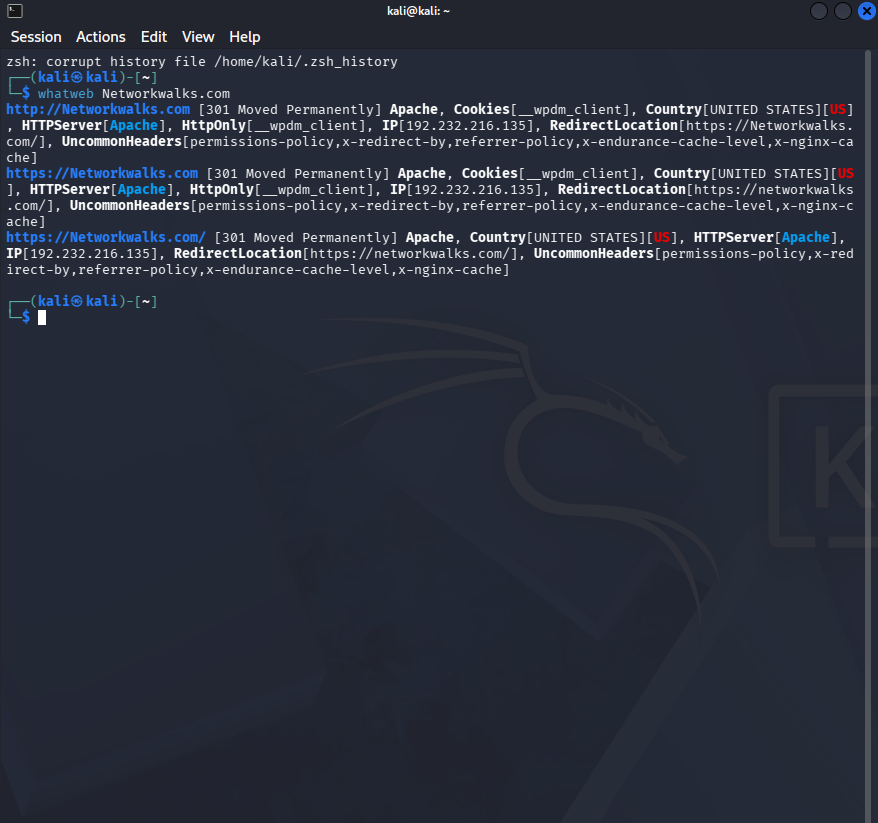 kali@kali: ~
Session Actions Edit View Help
zsh: corrupt history file /home/kali/.zsh_history
┌──(kali㉿kali)-[~]
└─$ whatweb Networkwalks.com
http://Networkwalks.com [301 Moved Permanently] Apache, Cookies[__wpdm_client], Country[UNITED STATES][US]
, HTTPServer[Apache], HttpOnly[__wpdm_client], IP[192.232.216.135], RedirectLocation[https://Networkwalks.
com/], UncommonHeaders[permissions-policy,x-redirect-by,referrer-policy,x-endurance-cache-level,x-nginx-ca
che]
https://Networkwalks.com [301 Moved Permanently] Apache, Cookies[__wpdm_client], Country[UNITED STATES][US
], HTTPServer[Apache], HttpOnly[__wpdm_client], IP[192.232.216.135], RedirectLocation[https://networkwalks
.com/], UncommonHeaders[permissions-policy,x-redirect-by,referrer-policy,x-endurance-cache-level,x-nginx-c
ache]
https://Networkwalks.com/ [301 Moved Permanently] Apache, Country[UNITED STATES][US], HTTPServer[Apache],
IP[192.232.216.135], RedirectLocation[https://networkwalks.com/], UncommonHeaders[permissions-policy,x-red
irect-by,referrer-policy,x-endurance-cache-level,x-nginx-cache]
┌──(kali㉿kali)-[~]
└─$
K